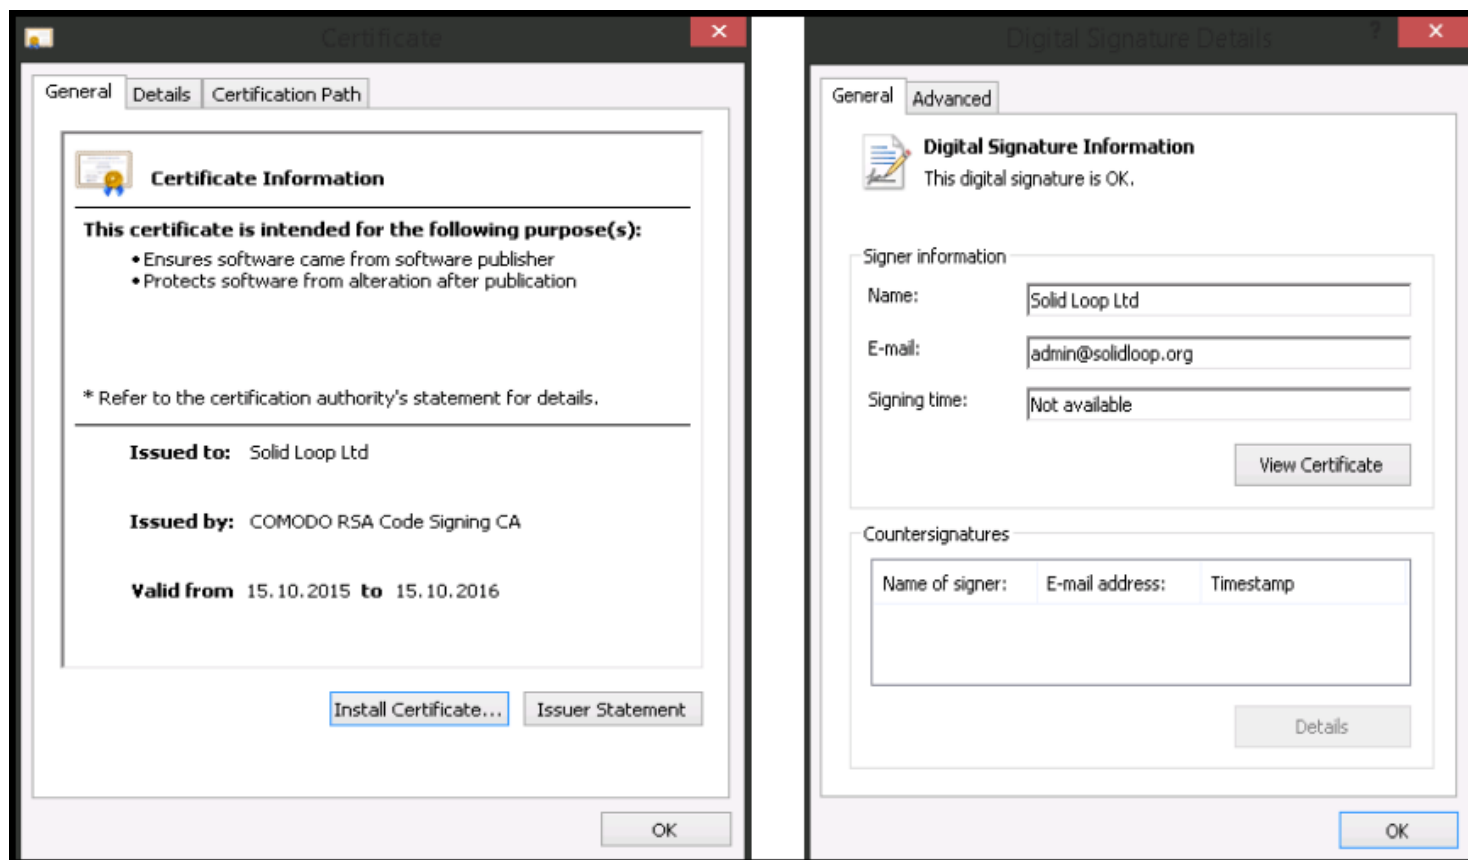 Certificate
General Details Certification Path
Certificate Information
This certificate is intended for the following purpose(s):
•Ensures software came from software publisher
•Protects software from alteration after publication
* Refer to the certification authority's statement for details.
Issued to: Solid Loop Ltd
Issued by: COMODO RSA Code Signing CA
Valid from 15.10.2015 to 15.10.2016
Install Certificate...
Issuer Statement
OK
Digital Signature Details
?
General Advanced
Digital Signature Information
This digital signature is OK.
Signer information
Name: Solid Loop Ltd
E-mail: admin@solidloop.org
Signing time: Not available
View Certificate
Countersignatures
Name of signer: E-mail address: Timestamp
Details
OK